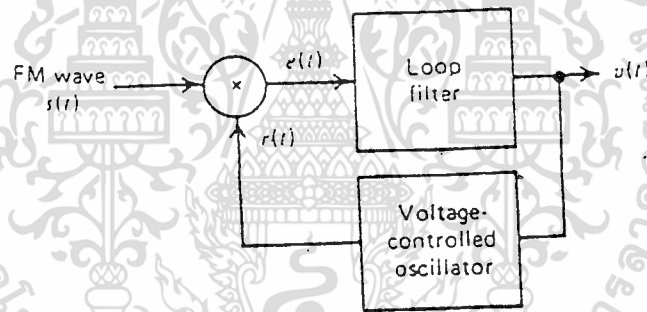 FM wave
s(t)
×
e(t)
r(t)
Loop
filter
v(t)
Voltage-
controlled
oscillator